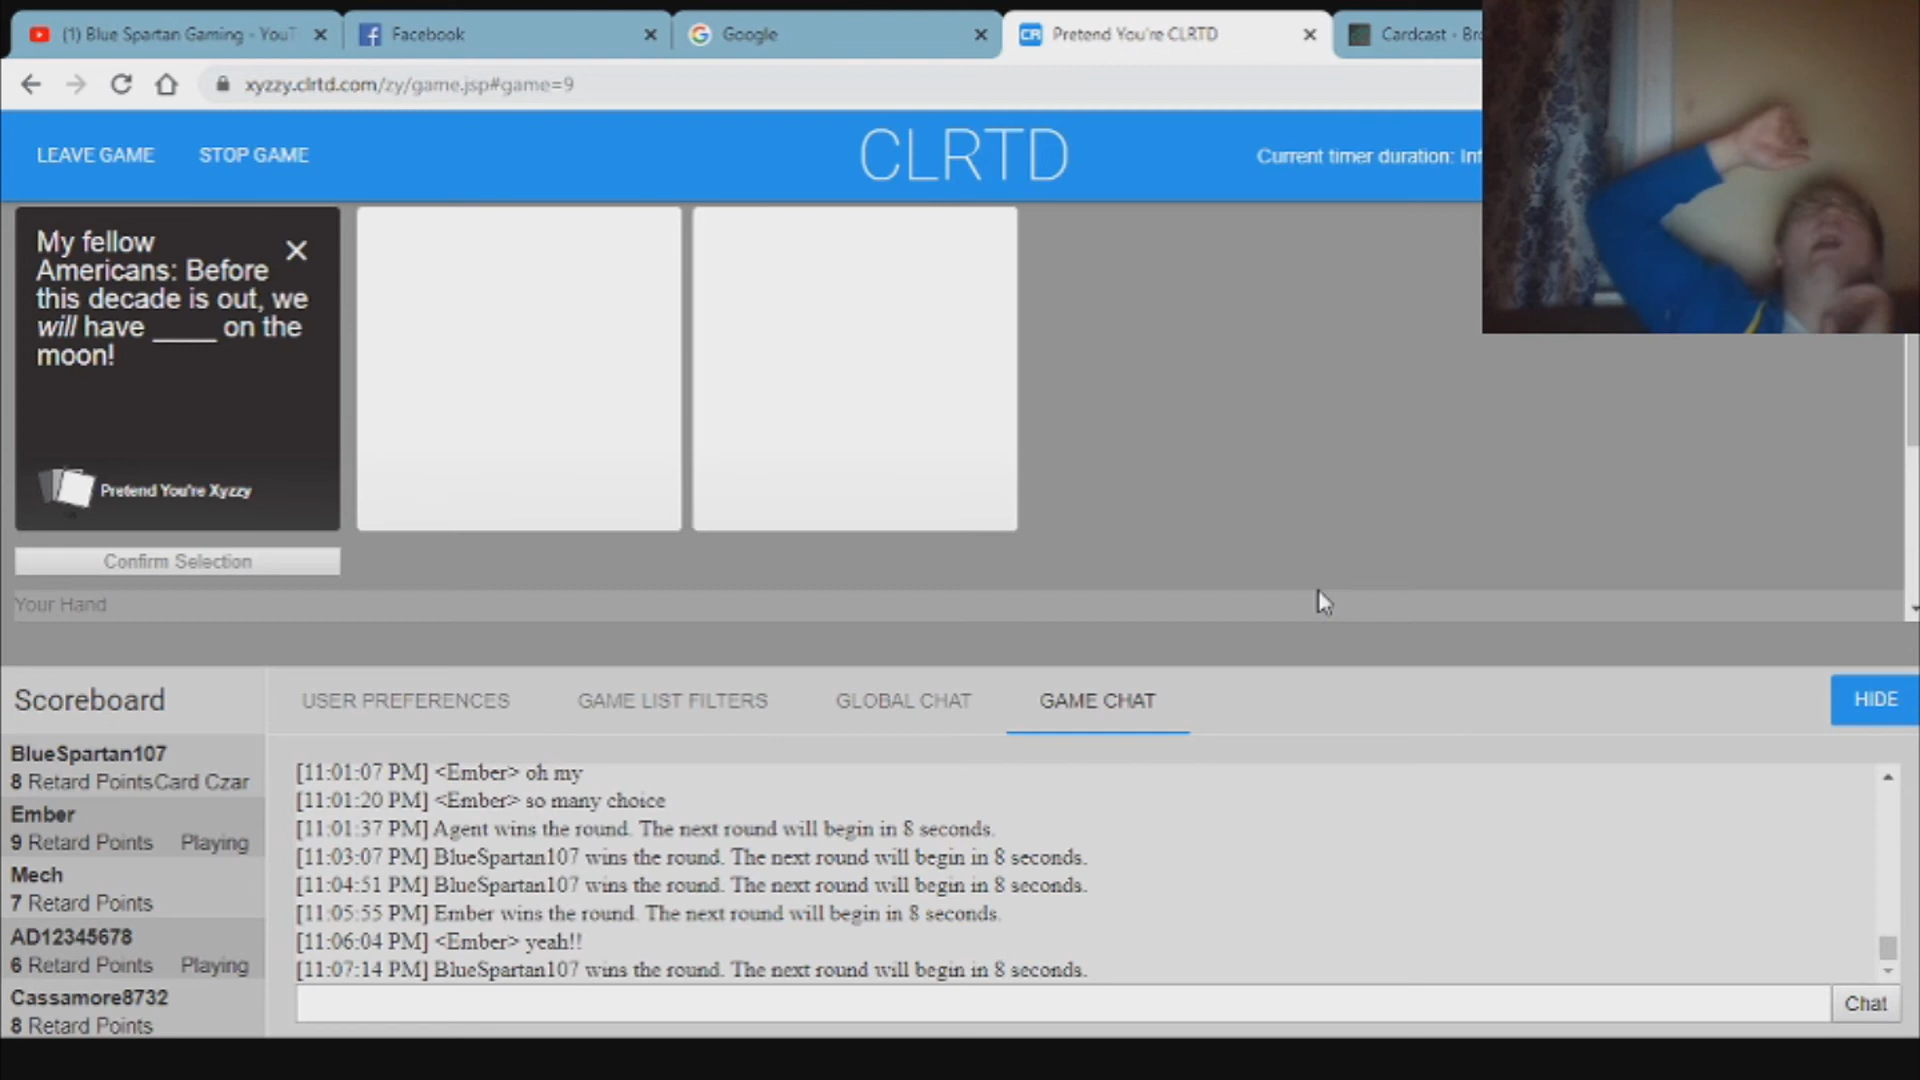 (1) Blue Spartan Gaming - YouT
Facebook
Google
Pretend You're CLRTD
Cardcast - Bro
xyzzy.clrtd.com/zy/game.jsp#game=9
LEAVE GAME
STOP GAME
CLRTD
Current timer duration: Inf
My fellow
Americans: Before
this decade is out, we
will have _____ on the
moon!
Pretend You're Xyzzy
Confirm Selection
Your Hand
Scoreboard
USER PREFERENCES
GAME LIST FILTERS
GLOBAL CHAT
GAME CHAT
HIDE
BlueSpartan107
8 Retard PointsCard Czar
Ember
9 Retard Points Playing
Mech
7 Retard Points
AD12345678
6 Retard Points Playing
Cassamore8732
8 Retard Points
[11:01:07 PM] <Ember> oh my
[11:01:20 PM] <Ember> so many choice
[11:01:37 PM] Agent wins the round. The next round will begin in 8 seconds.
[11:03:07 PM] BlueSpartan107 wins the round. The next round will begin in 8 seconds.
[11:04:51 PM] BlueSpartan107 wins the round. The next round will begin in 8 seconds.
[11:05:55 PM] Ember wins the round. The next round will begin in 8 seconds.
[11:06:04 PM] <Ember> yeah!!
[11:07:14 PM] BlueSpartan107 wins the round. The next round will begin in 8 seconds.
Chat